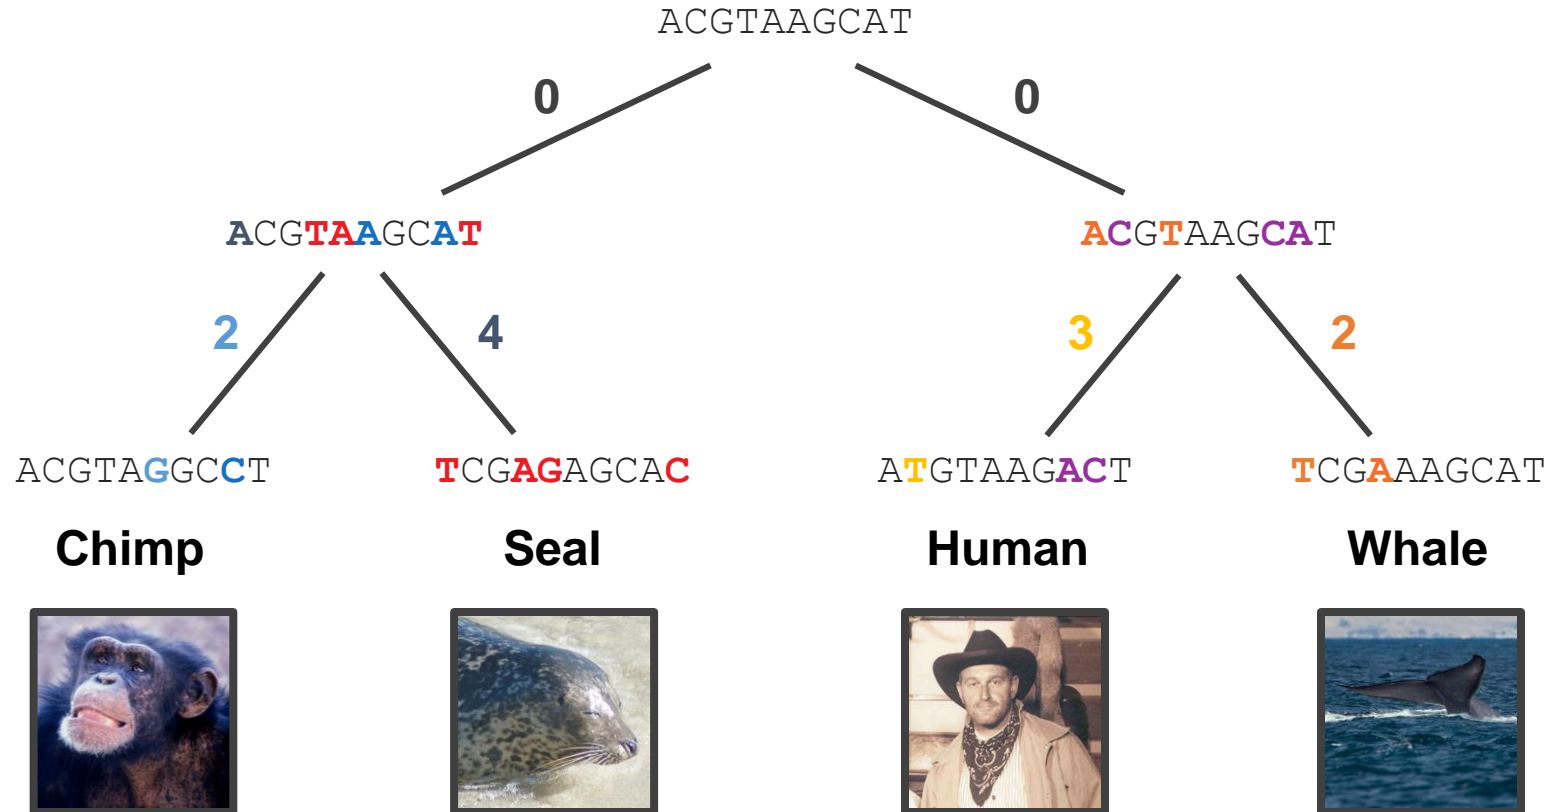 ACGTAAGCAT
0 0
ACGTAAGCAT ACGTAAGCAT
2 4 3 2
ACGTAGGCCT TCGAGAGCAC ATGTAAGACT TCGAAAGCAT
Chimp Seal Human Whale